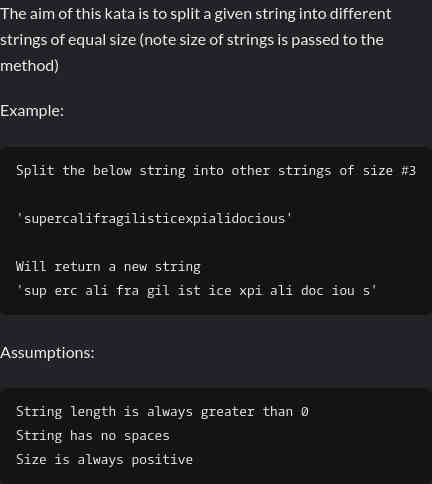 The aim of this kata is to split a given string into different
strings of equal size (note size of strings is passed to the
method)
Example:
Split the below string into other strings of size #3
'supercalifragilisticexpialidocious'
Will return a new string
'sup erc ali fra gil ist ice xpi ali doc iou s'
Assumptions:
String length is always greater than 0
String has no spaces
Size is always positive